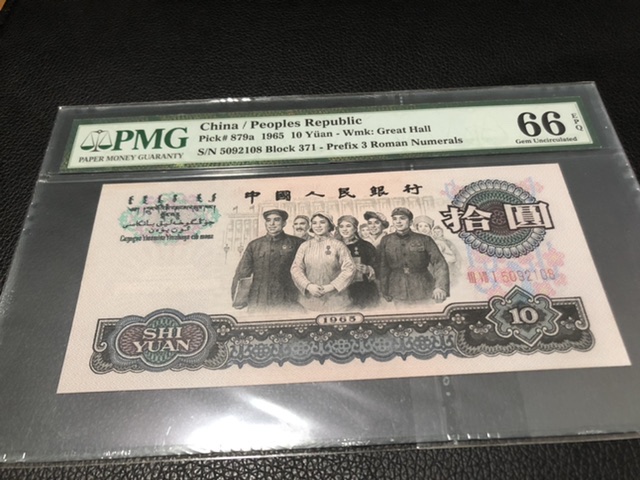 PMG
PAPER MONEY GUARANTY
China / Peoples Republic
Pick# 879a 1965 10 Yüan - Wmk: Great Hall
S/N 5092108 Block 371 - Prefix 3 Roman Numerals
66 EPQ
Gem Uncirculated
中國人民銀行
拾圓
5092108
1965
SHI
YUAN
10